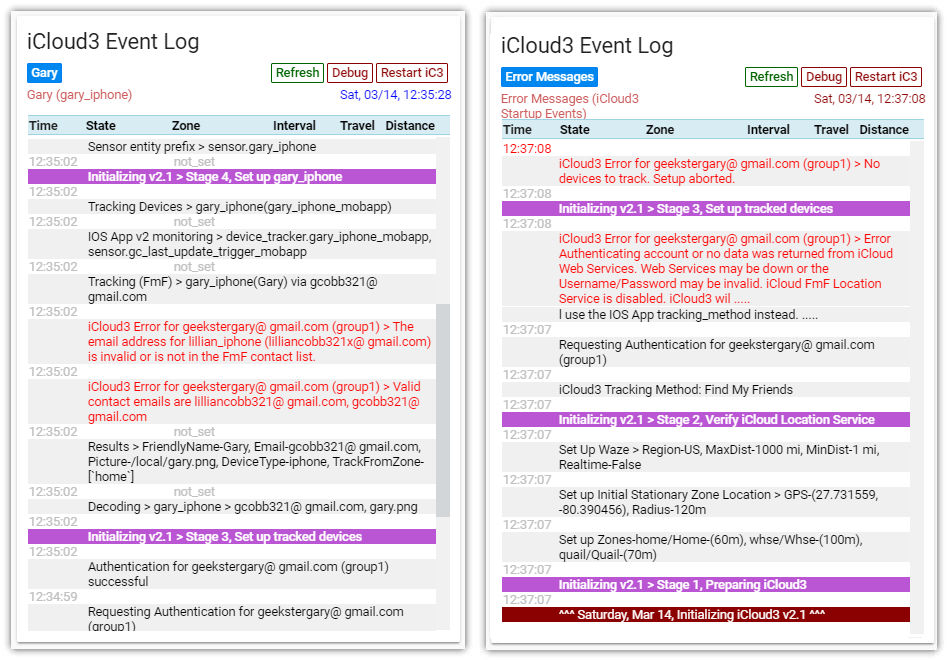 iCloud3 Event Log
Gary
Refresh Debug Restart iC3
Gary (gary_iphone)
Sat, 03/14, 12:35:28
Time State Zone Interval Travel Distance
Sensor entity prefix > sensor.gary_iphone
12:35:02 not_set
Initializing v2.1 > Stage 4, Set up gary_iphone
12:35:02
Tracking Devices > gary_iphone(gary_iphone_mobapp)
12:35:02 not_set
IOS App v2 monitoring > device_tracker.gary_iphone_mobapp,
sensor.gc_last_update_trigger_mobapp
12:35:02 not_set
Tracking (FmF) > gary_iphone(Gary) via gcobb321@
gmail.com
12:35:02
iCloud3 Error for geekstergary@ gmail.com (group1) > The
email address for lillian_iphone (lilliancobb321x@ gmail.com)
is invalid or is not in the FmF contact list.
12:35:02
iCloud3 Error for geekstergary@ gmail.com (group1) > Valid
contact emails are lilliancobb321@ gmail.com, gcobb321@
gmail.com
12:35:02 not_set
Results > FriendlyName-Gary, Email-gcobb321@ gmail.com,
Picture-/local/gary.png, DeviceType-iphone, TrackFromZone-
[`home`]
12:35:02 not_set
Decoding > gary_iphone > gcobb321@ gmail.com, gary.png
12:35:02
Initializing v2.1 > Stage 3, Set up tracked devices
12:35:02
Authentication for geekstergary@ gmail.com (group1)
successful
12:34:59
Requesting Authentication for geekstergary@ gmail.com
(group1)
iCloud3 Event Log
Error Messages
Refresh Debug Restart iC3
Error Messages (iCloud3
Startup Events)
Sat, 03/14, 12:37:08
Time State Zone Interval Travel Distance
12:37:08
iCloud3 Error for geekstergary@ gmail.com (group1) > No
devices to track. Setup aborted.
12:37:08
Initializing v2.1 > Stage 3, Set up tracked devices
12:37:08
iCloud3 Error for geekstergary@ gmail.com (group1) > Error
Authenticating account or no data was returned from iCloud
Web Services. Web Services may be down or the
Username/Password may be invalid. iCloud FmF Location
Service is disabled. iCloud3 wil .....
l use the IOS App tracking_method instead. .....
12:37:07
Requesting Authentication for geekstergary@ gmail.com
(group1)
12:37:07
iCloud3 Tracking Method: Find My Friends
12:37:07
Initializing v2.1 > Stage 2, Verify iCloud Location Service
12:37:07
Set Up Waze > Region-US, MaxDist-1000 mi, MinDist-1 mi,
Realtime-False
12:37:07
Set up Initial Stationary Zone Location > GPS-(27.731559,
-80.390456), Radius-120m
12:37:07
Set up Zones-home/Home-(60m), whse/Whse-(100m),
quail/Quail-(70m)
12:37:07
Initializing v2.1 > Stage 1, Preparing iCloud3
12:37:07
^^^ Saturday, Mar 14, Initializing iCloud3 v2.1 ^^^